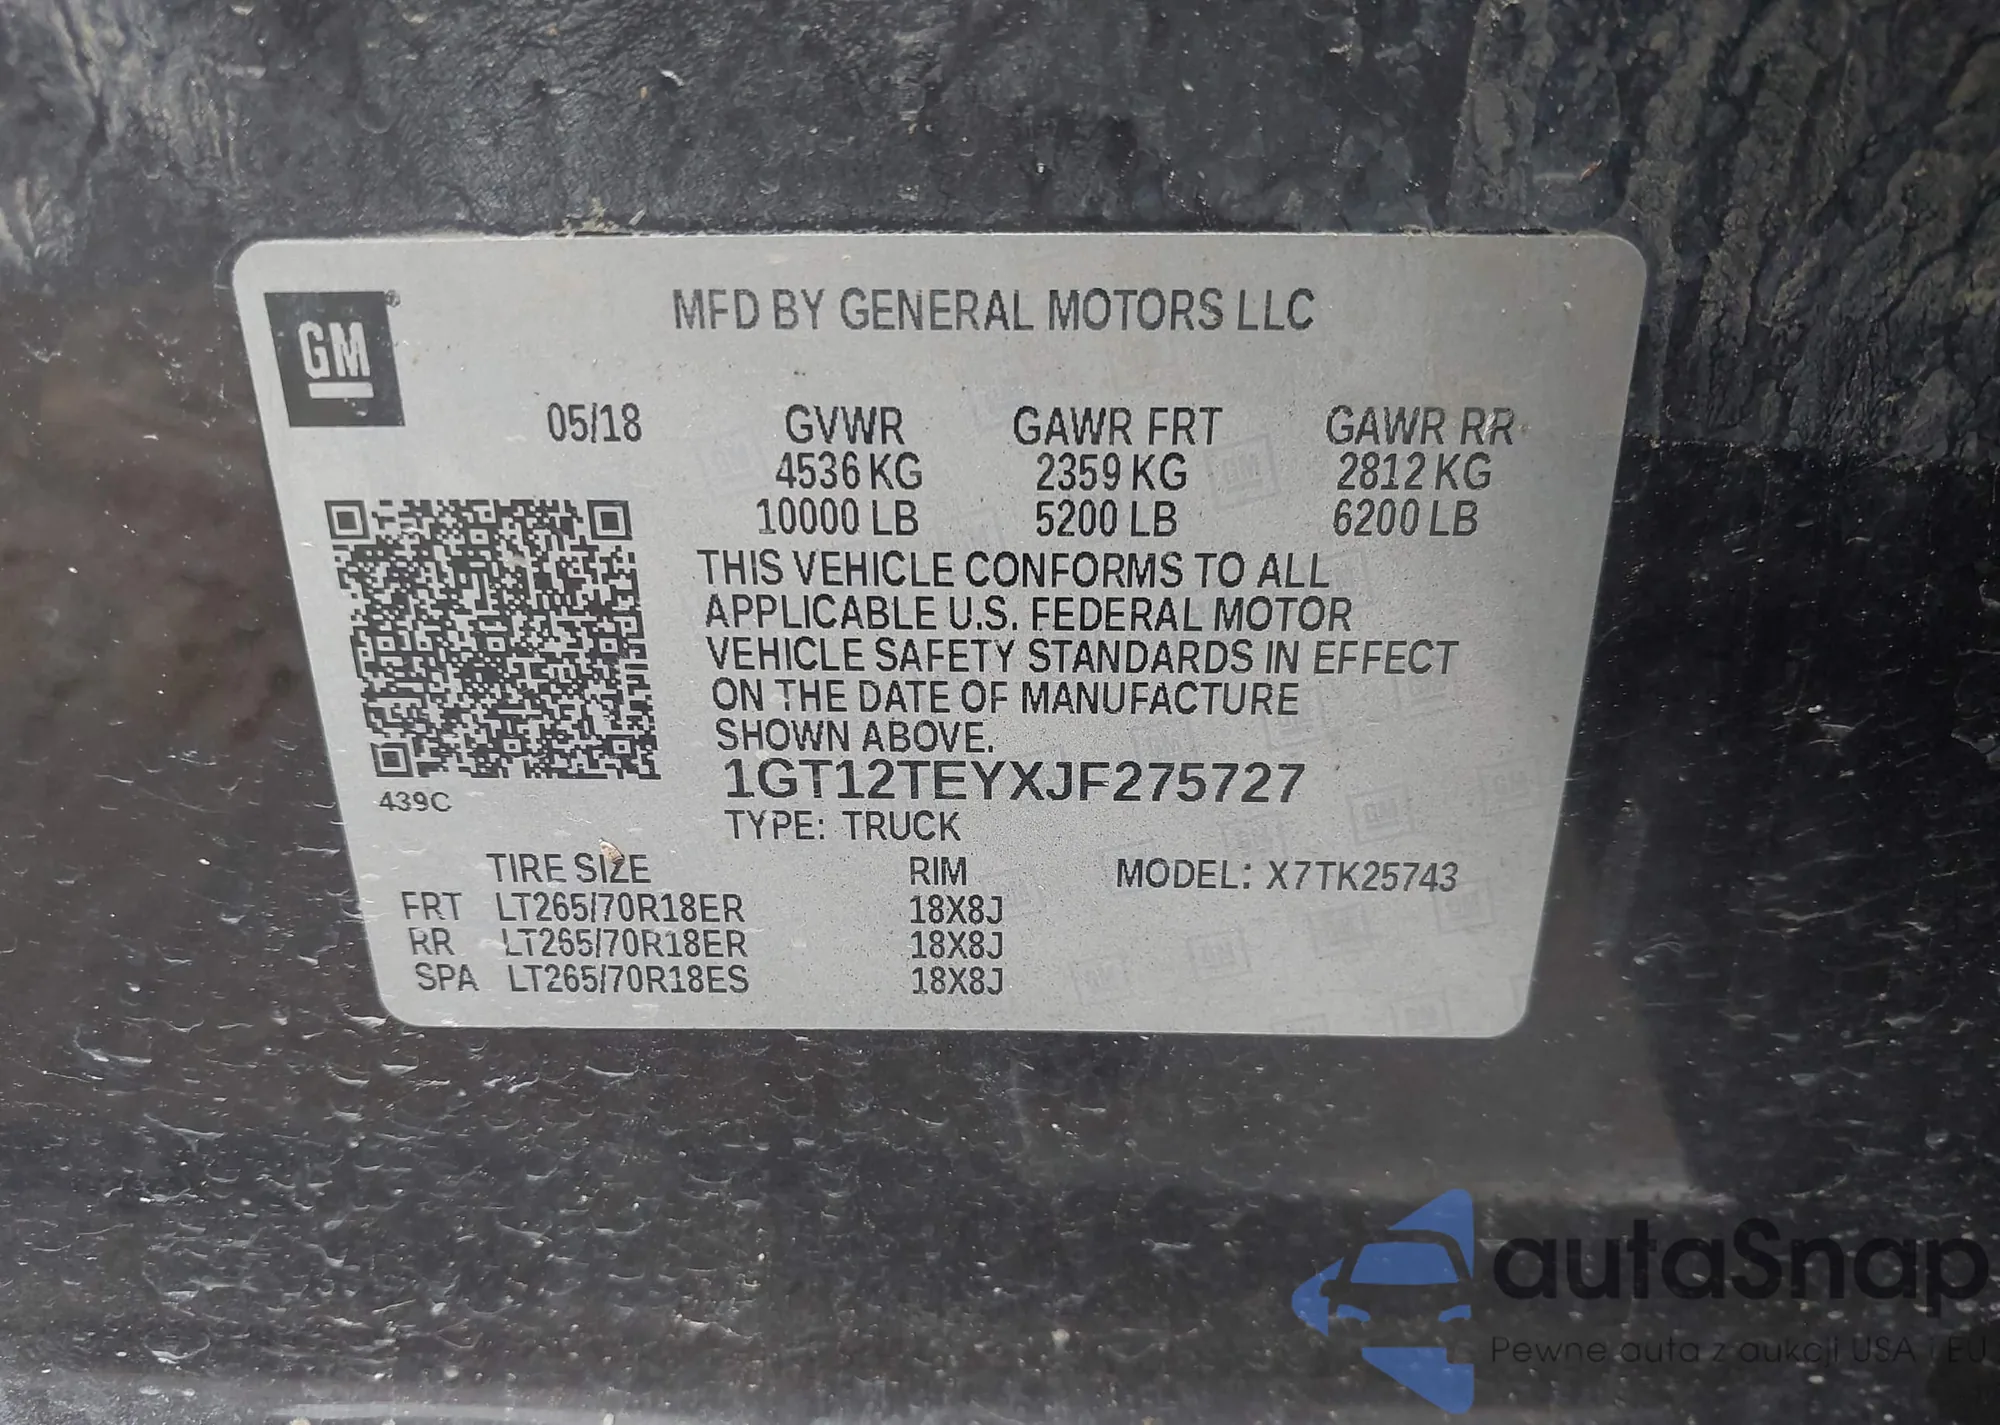 GM
MFD BY GENERAL MOTORS LLC
05/18 GVWR GAWR FRT GAWR RR
4536 KG 2359 KG 2812 KG
10000 LB 5200 LB 6200 LB
THIS VEHICLE CONFORMS TO ALL
APPLICABLE U.S. FEDERAL MOTOR
VEHICLE SAFETY STANDARDS IN EFFECT
ON THE DATE OF MANUFACTURE
SHOWN ABOVE.
1GT12TEYXJF275727
439C
TYPE: TRUCK
TIRE SIZE RIM MODEL: X7TK25743
FRT LT265/70R18ER 18X8J
RR LT265/70R18ER 18X8J
SPA LT265/70R18ES 18X8J
autaSnap
Pewne auta z aukcji USA i EU